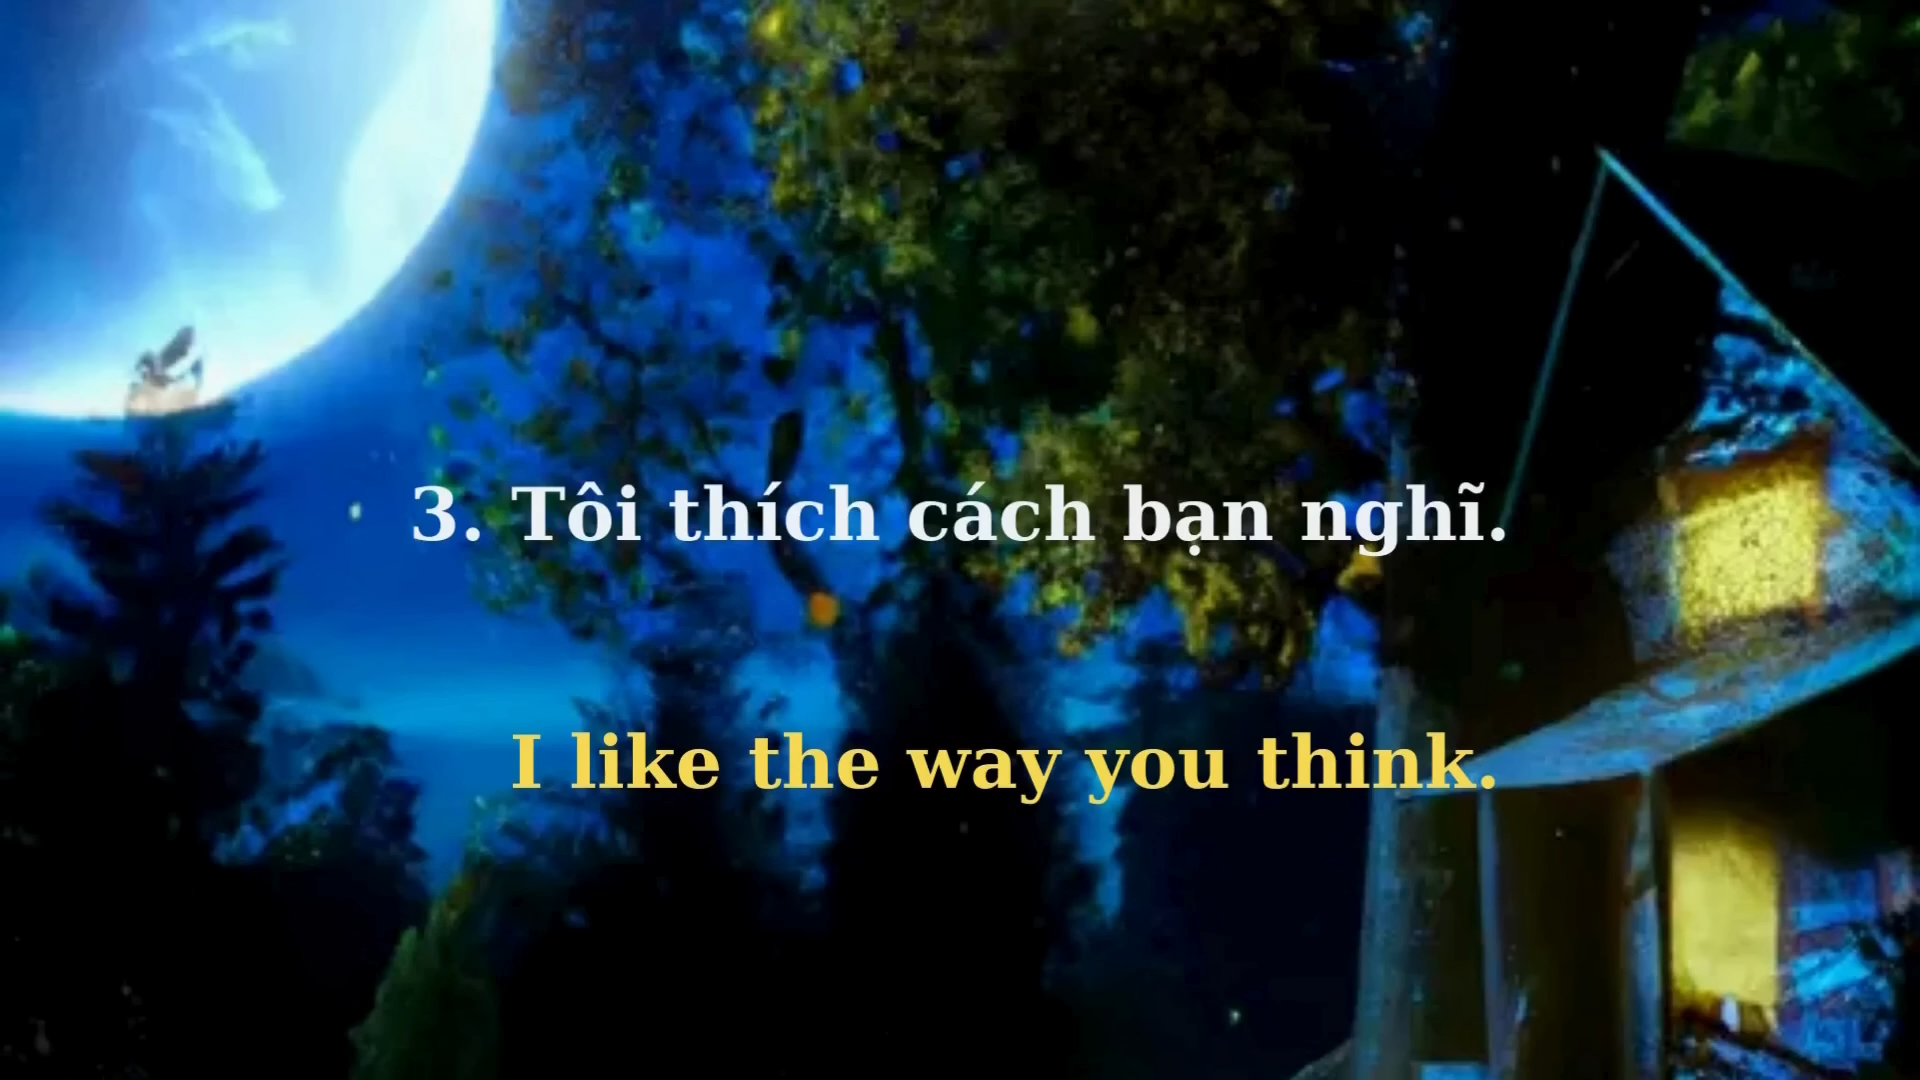 3. Tôi thích cách bạn nghĩ.
I like the way you think.